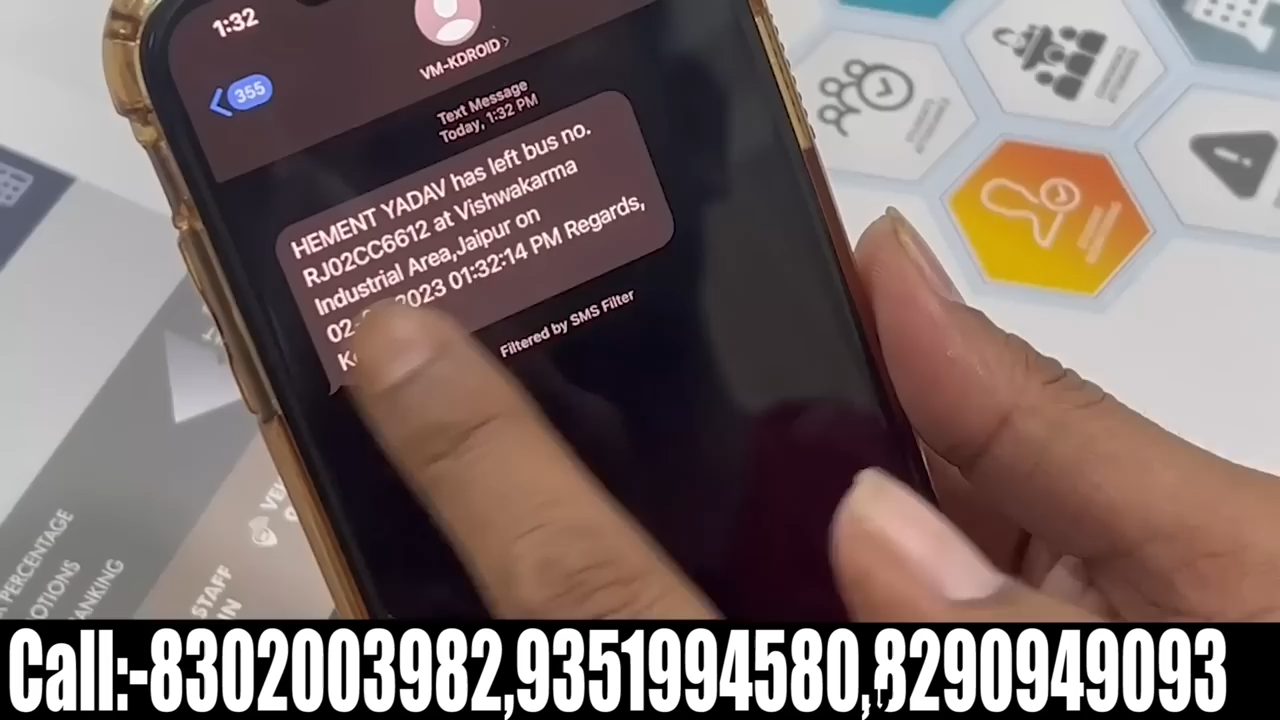 1:32
355
VM-KDROID
Text Message
Today, 1:32 PM
HEMENT YADAV has left bus no.
RJ02CC6612 at Vishwakarma
Industrial Area,Jaipur on
2023 01:32:14 PM Regards,
Filtered by SMS Filter
PERCENTAGE
STAFF
Call:-8302003982,9351994580,8290949093